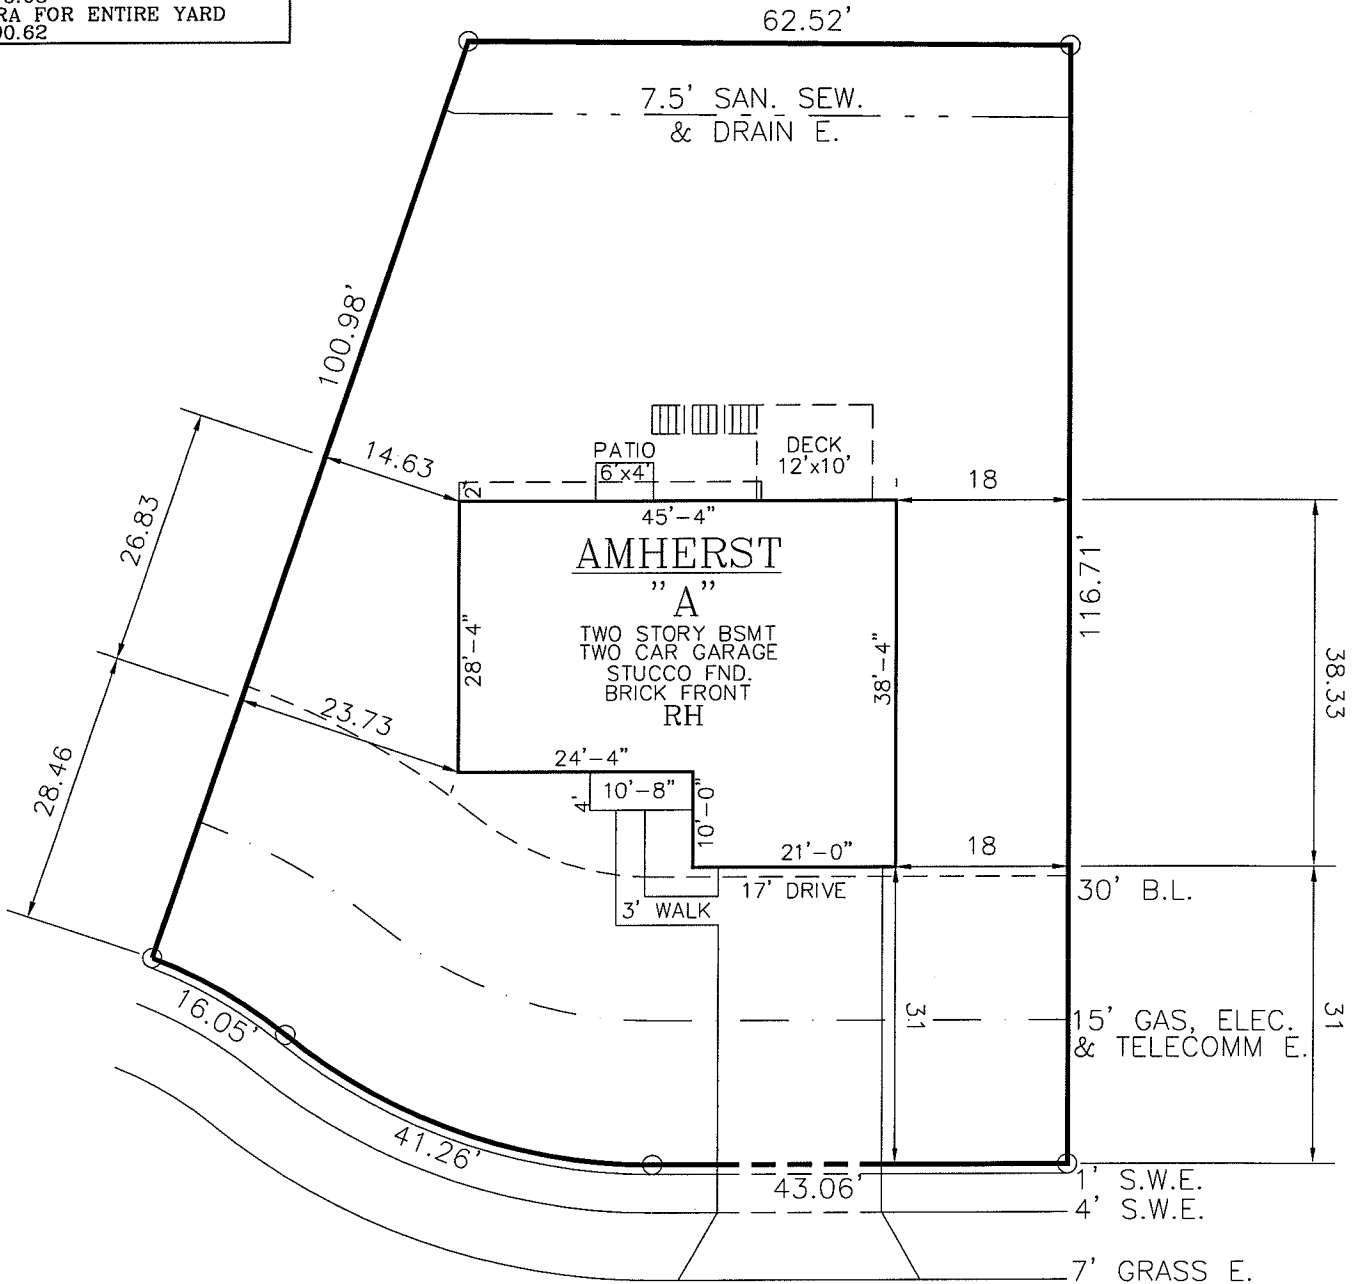 RA FOR ENTIRE YARD
90.62
62.52'
7.5' SAN. SEW.
& DRAIN E.
100.98'
14.63
26.83
PATIO
6'x4'
DECK
12'x10'
2'
18
45'-4"
AMHERST
"A"
TWO STORY BSMT
TWO CAR GARAGE
STUCCO FND.
BRICK FRONT
RH
28'-4"
38'-4"
116.71'
38.33
23.73
28.46
24'-4"
10'-8"
4'
10'-0"
21'-0"
18
17' DRIVE
3' WALK
30' B.L.
31
31
15' GAS, ELEC.
& TELECOMM E.
16.05'
41.26'
43.06'
1' S.W.E.
4' S.W.E.
7' GRASS E.